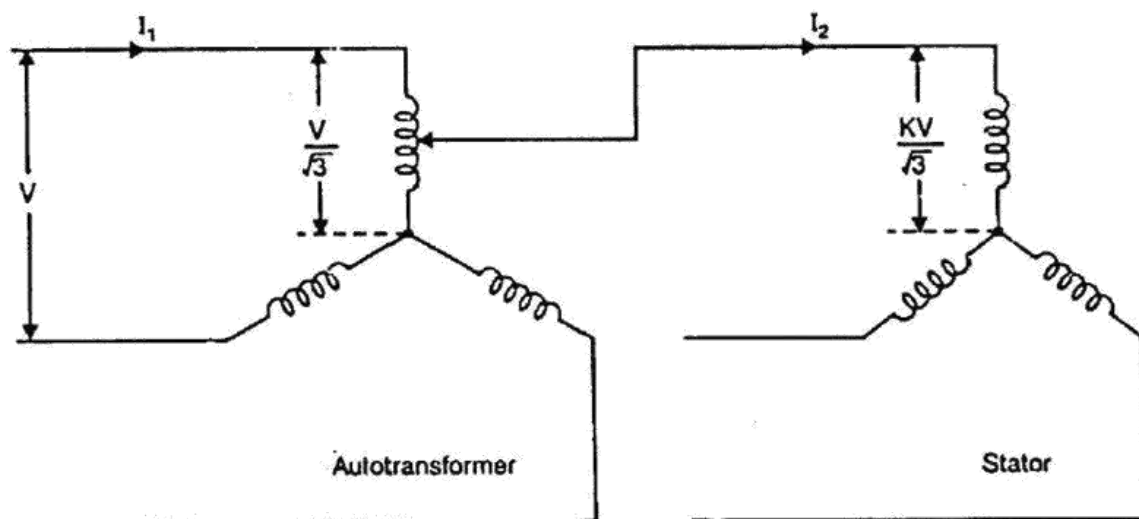 I₁
I₂
V
V/√3
KV/√3
Autotransformer
Stator